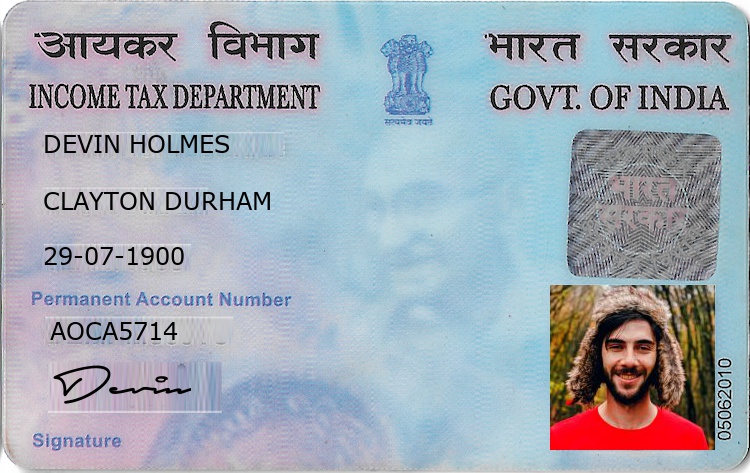 आयकर विभाग
भारत सरकार
INCOME TAX DEPARTMENT
GOVT. OF INDIA
सत्यमेव जयते
DEVIN HOLMES
भारत
सरकार
CLAYTON DURHAM
29-07-1900
Permanent Account Number
AOCA5714
Devin
Signature
05062010